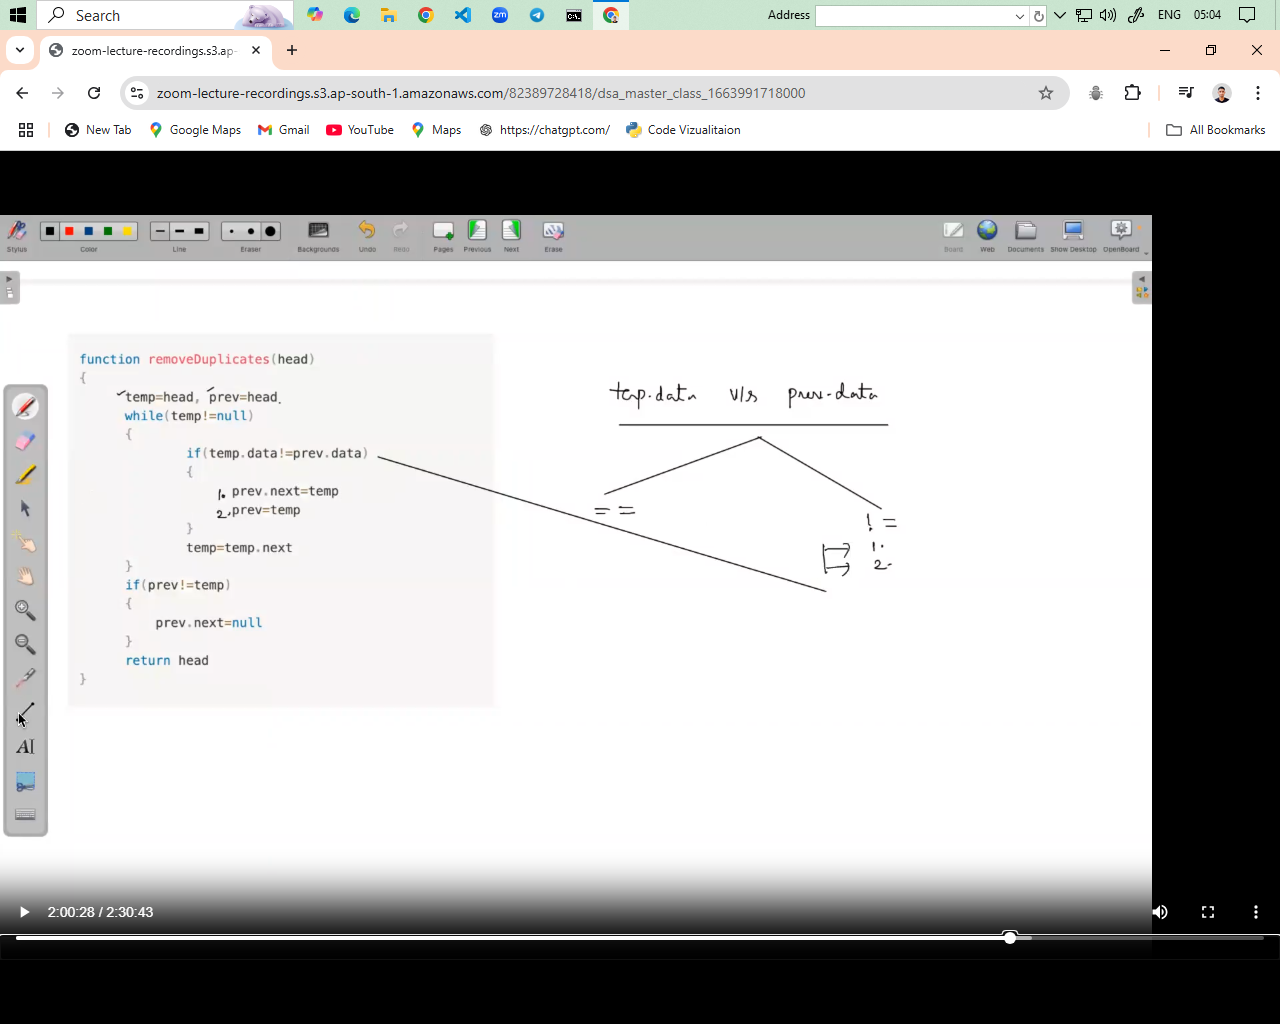 Search
Address
ENG
05:04
zoom-lecture-recordings.s3.ap-
zoom-lecture-recordings.s3.ap-south-1.amazonaws.com/82389728418/dsa_master_class_1663991718000
New Tab
Google Maps
Gmail
YouTube
Maps
https://chatgpt.com/
Code Vizualitaion
All Bookmarks
Stylus
Color
Line
Eraser
Backgrounds
Undo
Redo
Pages
Previous
Next
Erase
Board
Web
Documents
Show Desktop
OpenBoard
function removeDuplicates(head)
{
temp=head, prev=head
while(temp!=null)
{
if(temp.data!=prev.data)
{
1. prev.next=temp
2. prev=temp
}
temp=temp.next
}
if(prev!=temp)
{
prev.next=null
}
return head
}
temp.data v/s prev.data
= =
! =
1.
2.
AI
2:00:28 / 2:30:43